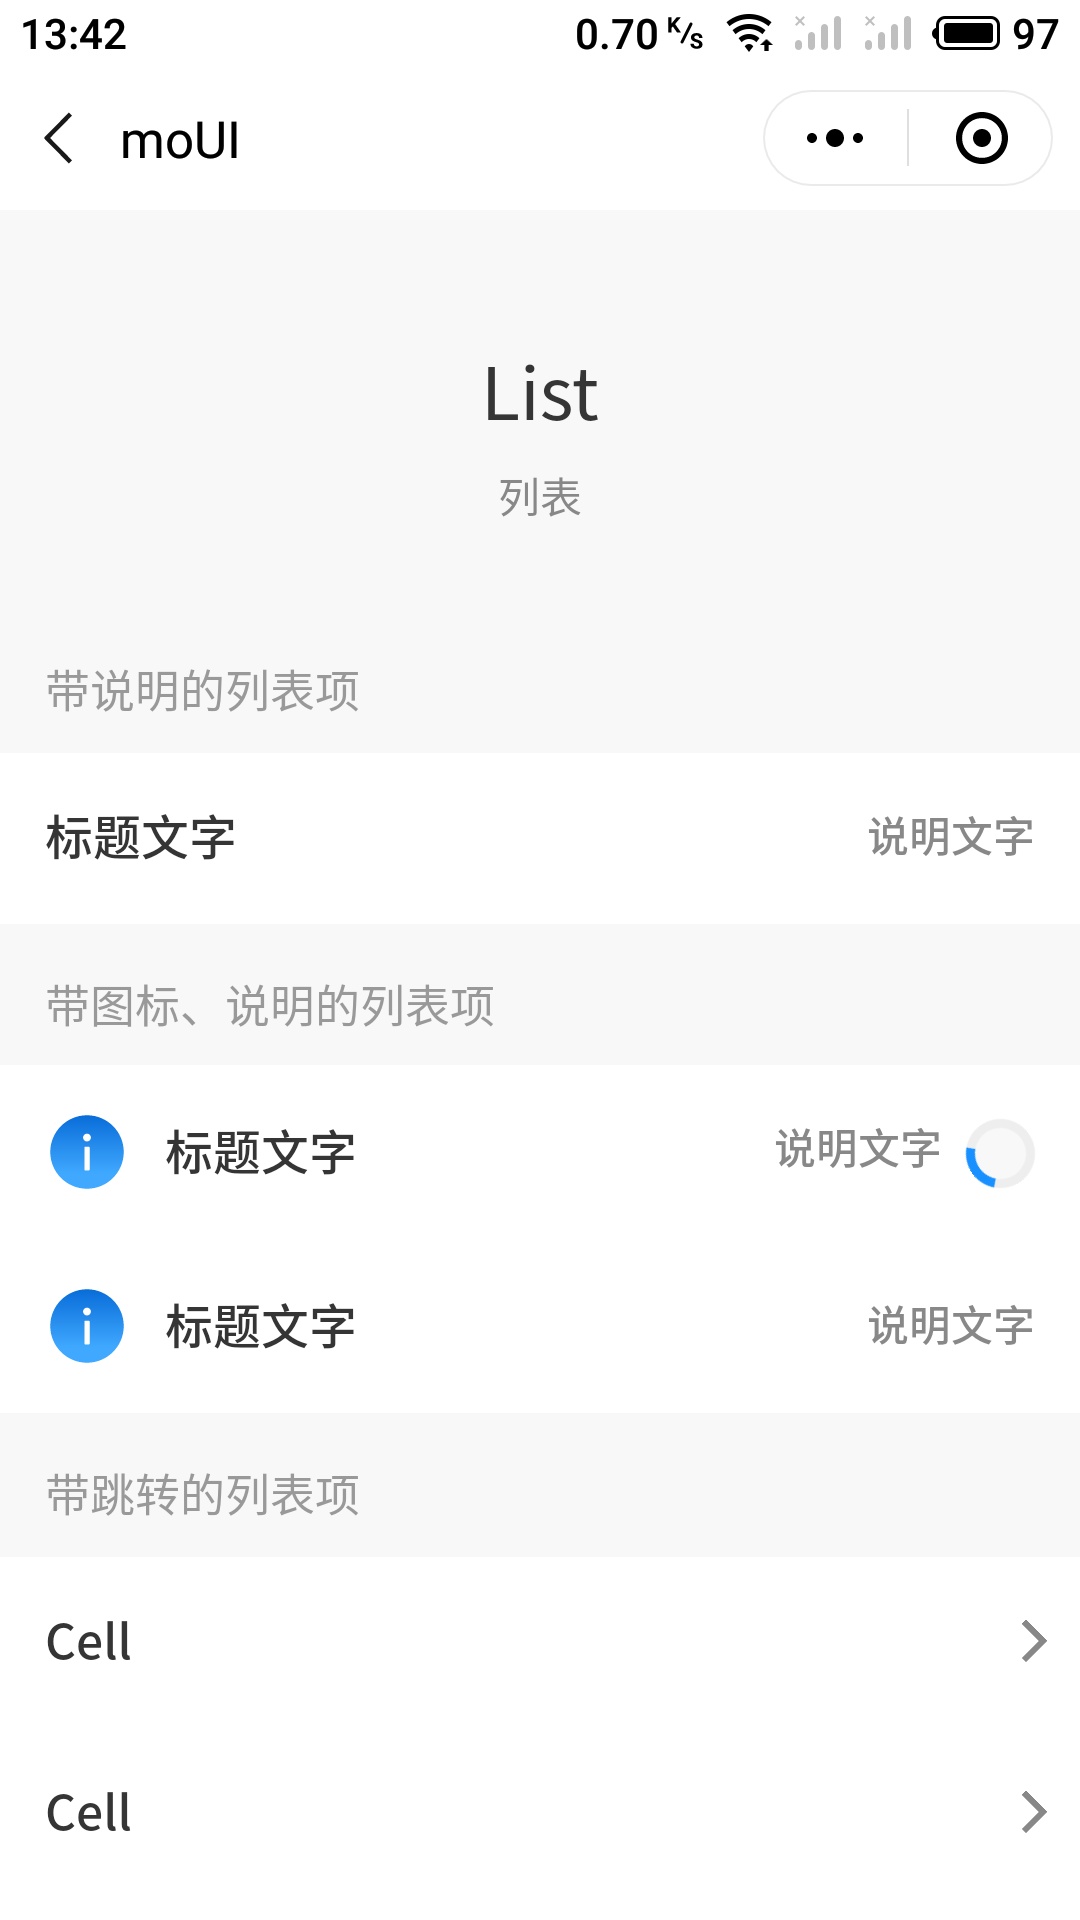 13:42 0.70 K/s 97
moUI
List
列表
带说明的列表项
标题文字 说明文字
带图标、说明的列表项
标题文字 说明文字
标题文字 说明文字
带跳转的列表项
Cell
Cell